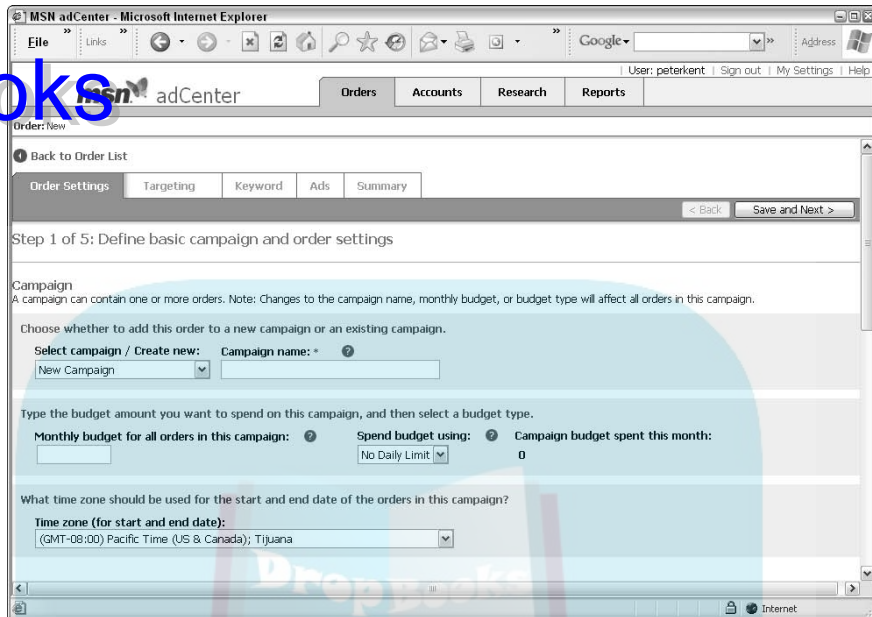 MSN adCenter - Microsoft Internet Explorer
File » Links » Google » Address
User: peterkent | Sign out | My Settings | Help
ooks
msn adCenter Orders Accounts Research Reports
Order: New
Back to Order List
Order Settings Targeting Keyword Ads Summary
< Back Save and Next >
Step 1 of 5: Define basic campaign and order settings
Campaign
A campaign can contain one or more orders. Note: Changes to the campaign name, monthly budget, or budget type will affect all orders in this campaign.
Choose whether to add this order to a new campaign or an existing campaign.
Select campaign / Create new: Campaign name: * ?
New Campaign
Type the budget amount you want to spend on this campaign, and then select a budget type.
Monthly budget for all orders in this campaign: ? Spend budget using: ? Campaign budget spent this month:
No Daily Limit 0
What time zone should be used for the start and end date of the orders in this campaign?
Time zone (for start and end date):
(GMT-08:00) Pacific Time (US & Canada); Tijuana
DropBooks
Internet